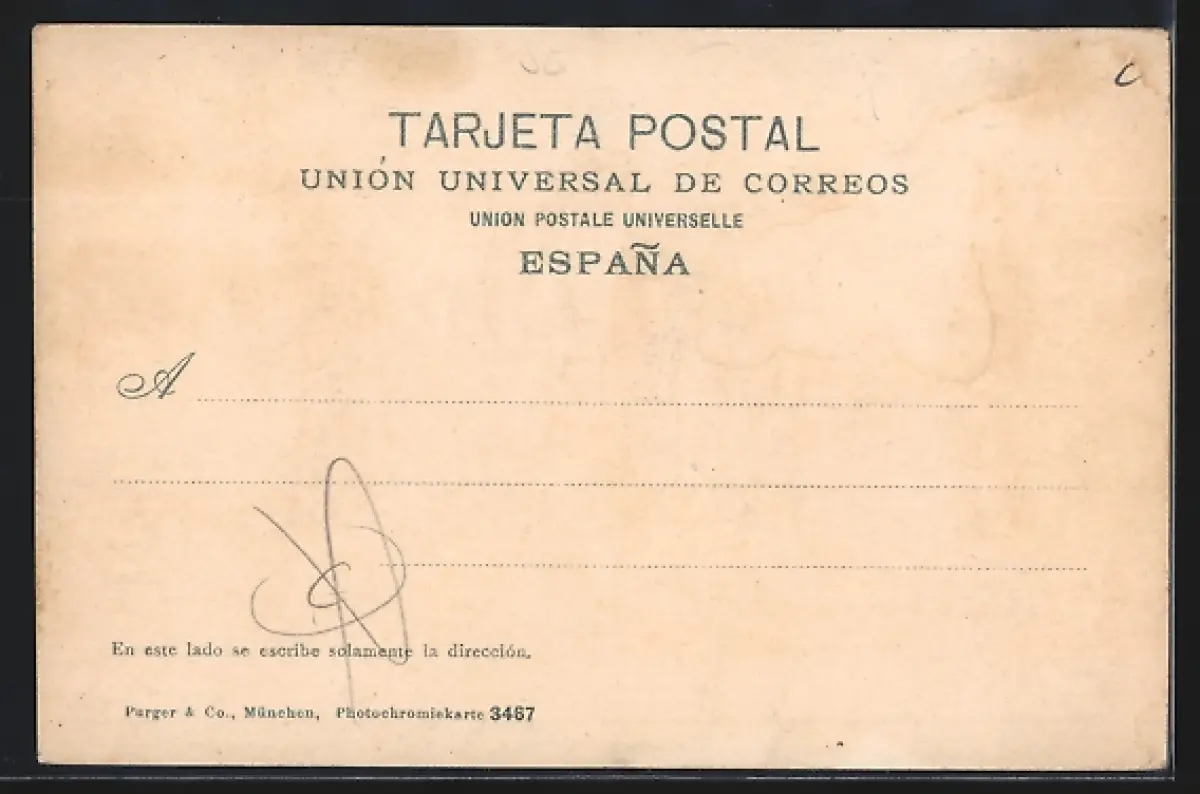 TARJETA POSTAL
UNIÓN UNIVERSAL DE CORREOS
UNION POSTALE UNIVERSELLE
ESPAÑA
A
En este lado se escribe solamente la dirección.
Purger & Co., München, Photochromiekarte 3467